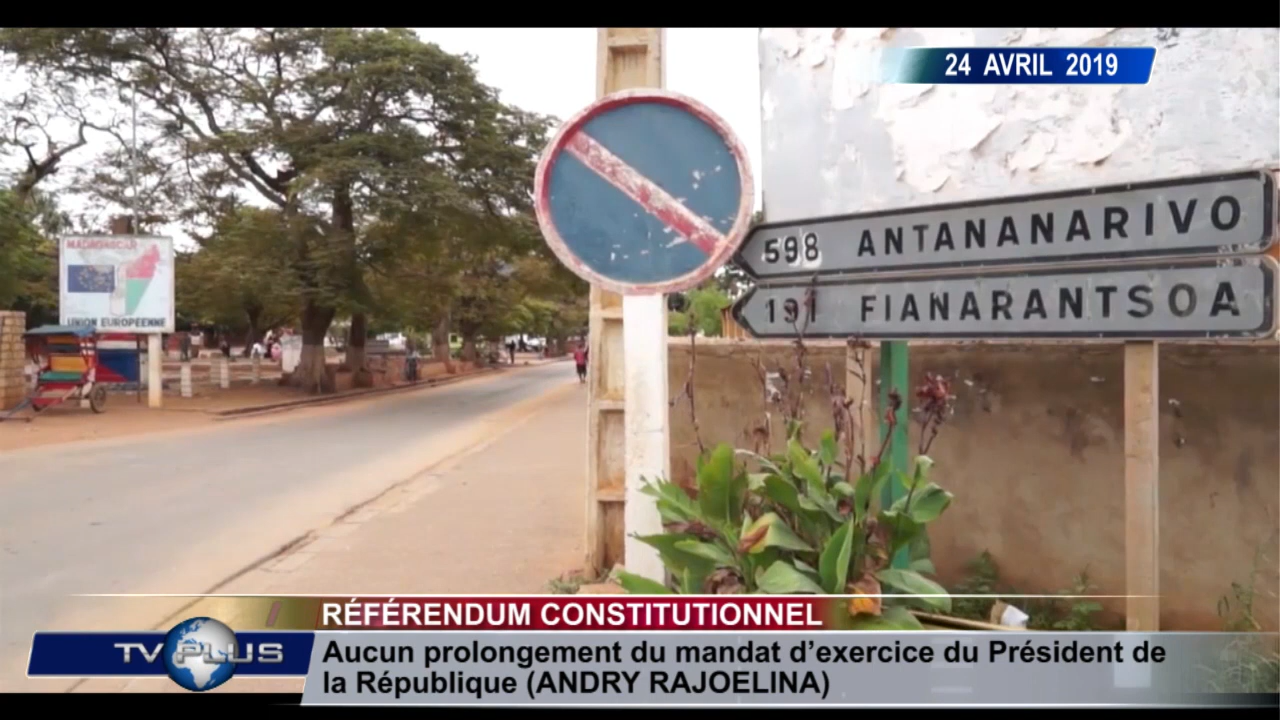 24 AVRIL 2019
MADAGASCAR
UNION EUROPÉENNE
598 ANTANANARIVO
191 FIANARANTSOA
RÉFÉRENDUM CONSTITUTIONNEL
TV PLUS
Aucun prolongement du mandat d’exercice du Président de
la République (ANDRY RAJOELINA)